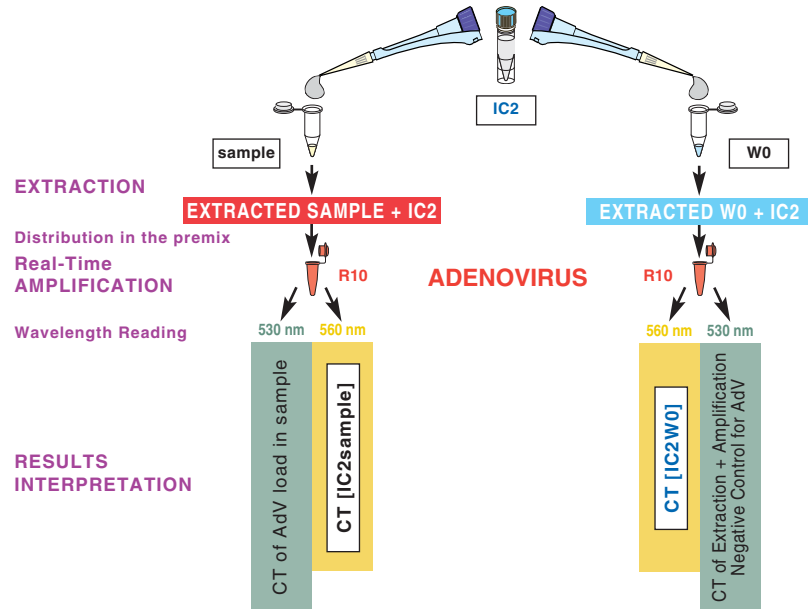 IC2
sample
W0
EXTRACTION
EXTRACTED SAMPLE + IC2
EXTRACTED W0 + IC2
Distribution in the premix
Real-Time
AMPLIFICATION
R10
ADENOVIRUS
R10
Wavelength Reading
530 nm
560 nm
560 nm
530 nm
RESULTS
INTERPRETATION
CT of AdV load in sample
CT [IC2sample]
CT [IC2W0]
CT of Extraction + Amplification
Negative Control for AdV